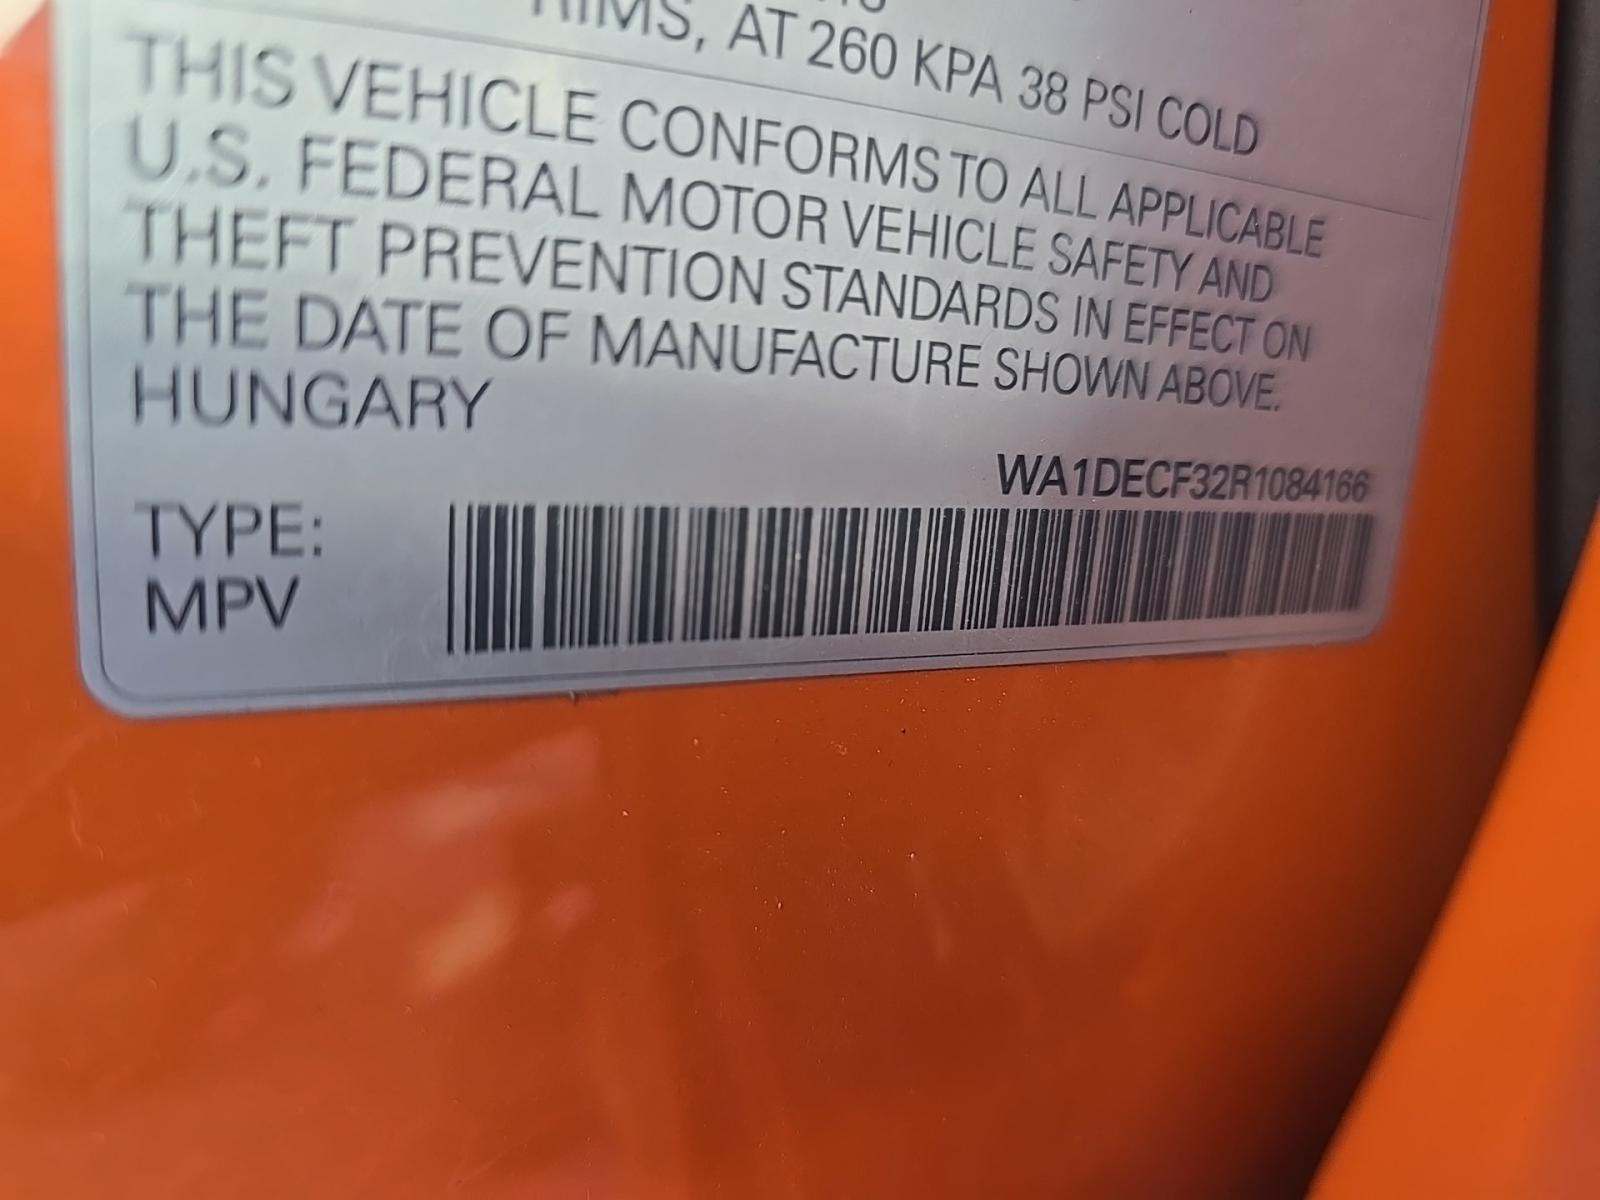 RIMS, AT 260 KPA 38 PSI COLD
THIS VEHICLE CONFORMS TO ALL APPLICABLE
U.S. FEDERAL MOTOR VEHICLE SAFETY AND
THEFT PREVENTION STANDARDS IN EFFECT ON
THE DATE OF MANUFACTURE SHOWN ABOVE.
HUNGARY
WA1DECF32R1084166
TYPE:
MPV